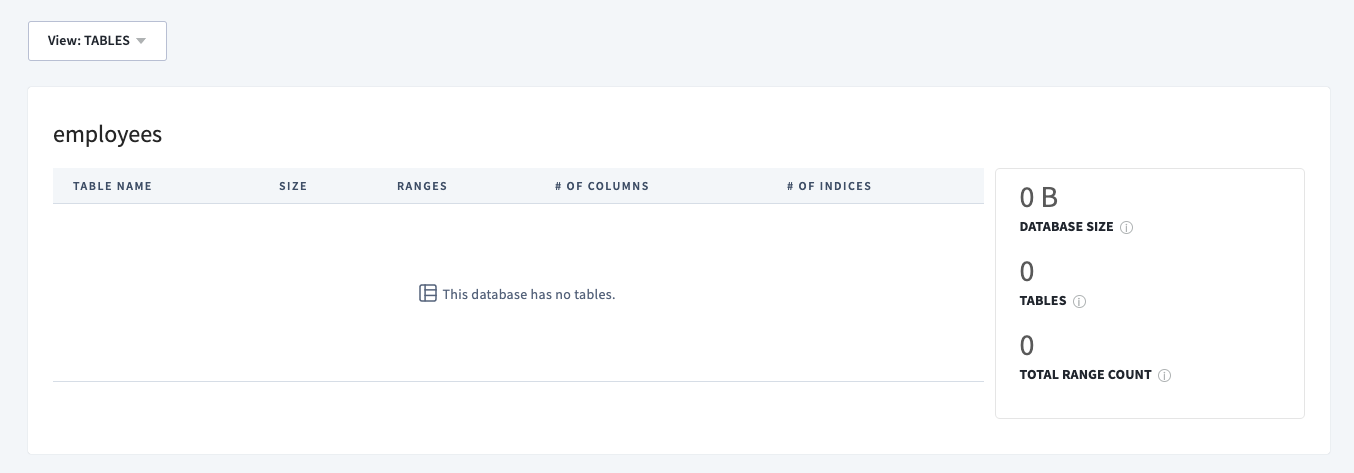 View: TABLES
employees
TABLE NAME SIZE RANGES # OF COLUMNS # OF INDICES
This database has no tables.
0 B
DATABASE SIZE
0
TABLES
0
TOTAL RANGE COUNT